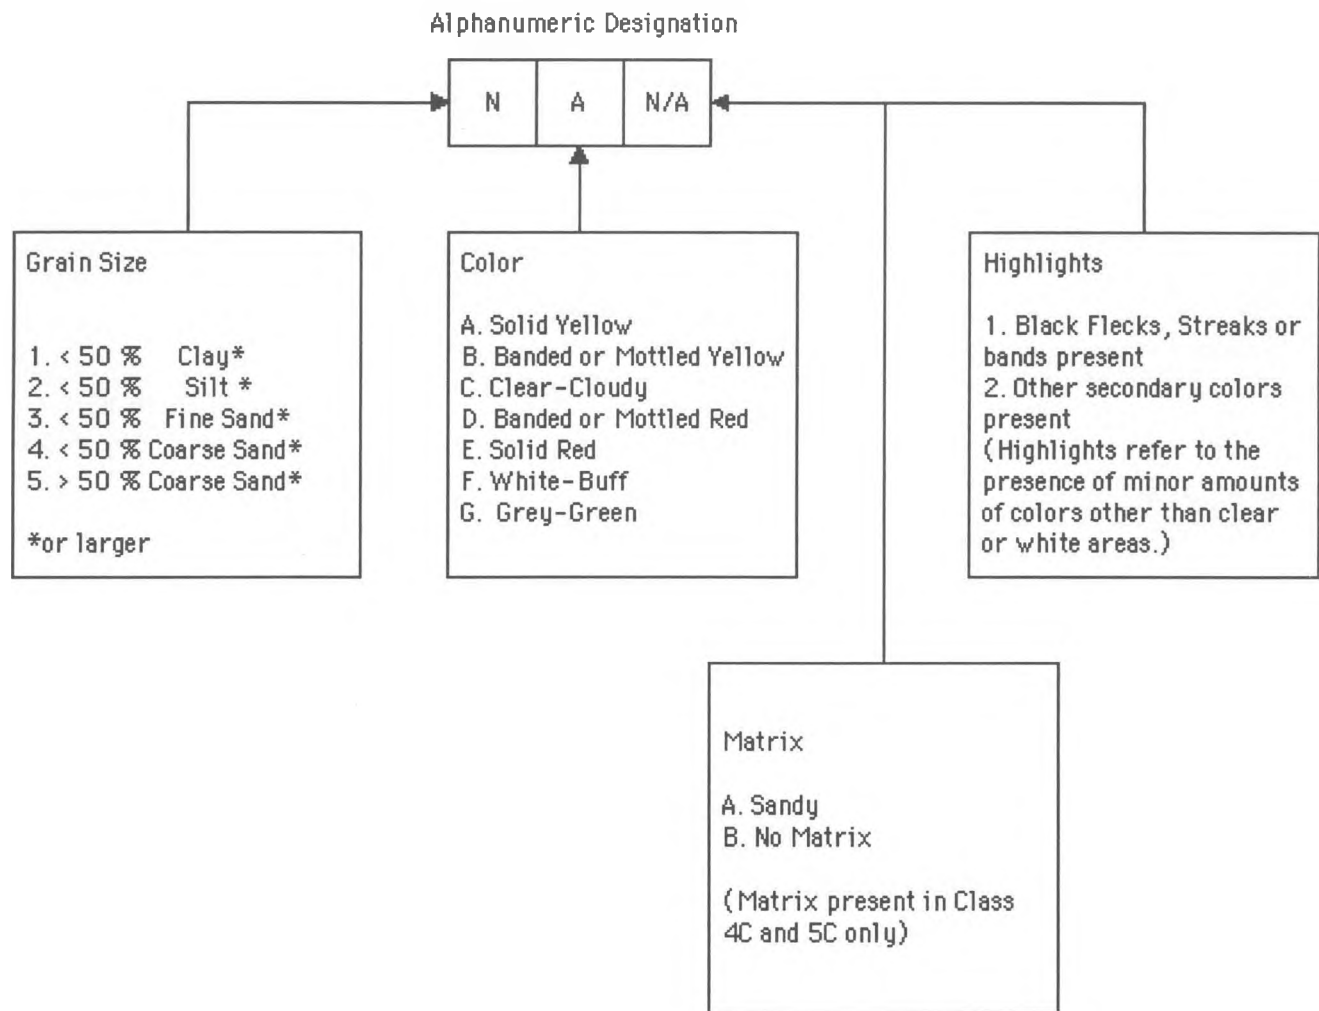 Alphanumeric Designation
N A N/A
Grain Size
1. < 50 % Clay*
2. < 50 % Silt *
3. < 50 % Fine Sand*
4. < 50 % Coarse Sand*
5. > 50 % Coarse Sand*
*or larger
Color
A. Solid Yellow
B. Banded or Mottled Yellow
C. Clear-Cloudy
D. Banded or Mottled Red
E. Solid Red
F. White-Buff
G. Grey-Green
Highlights
1. Black Flecks, Streaks or
bands present
2. Other secondary colors
present
(Highlights refer to the
presence of minor amounts
of colors other than clear
or white areas.)
Matrix
A. Sandy
B. No Matrix
(Matrix present in Class
4C and 5C only)